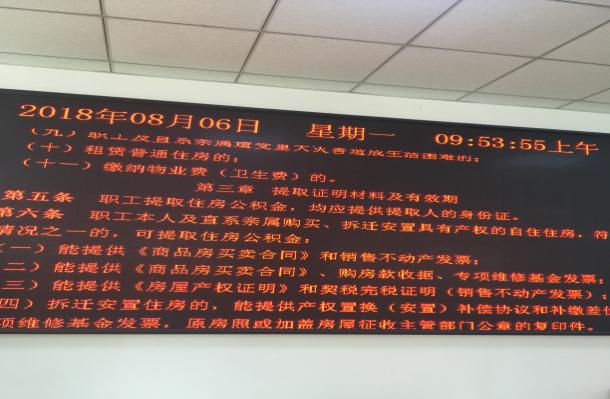 2018年08月06日 星期一 09:53:55上午
（九）职工及直系亲属遭受重大灾害造成生活困难的；
（十）租赁普通住房的；
（十一）缴纳物业费（卫生费）的。
第三章 提取证明材料及有效期
第五条 职工提取住房公积金，均应提供提取人的身份证。
第六条 职工本人及直系亲属购买、拆迁安置具有产权的自住住房，符
情况之一的，可提取住房公积金：
（一）能提供《商品房买卖合同》和销售不动产发票；
（二）能提供《商品房买卖合同》、购房款收据、专项维修基金发票；
（三）能提供《房屋产权证明》和契税完税证明（销售不动产发票）；
（四）拆迁安置住房的，能提供产权置换（安置）补偿协议和补缴差价
项维修基金发票，原房照或加盖房屋征收主管部门公章的复印件。